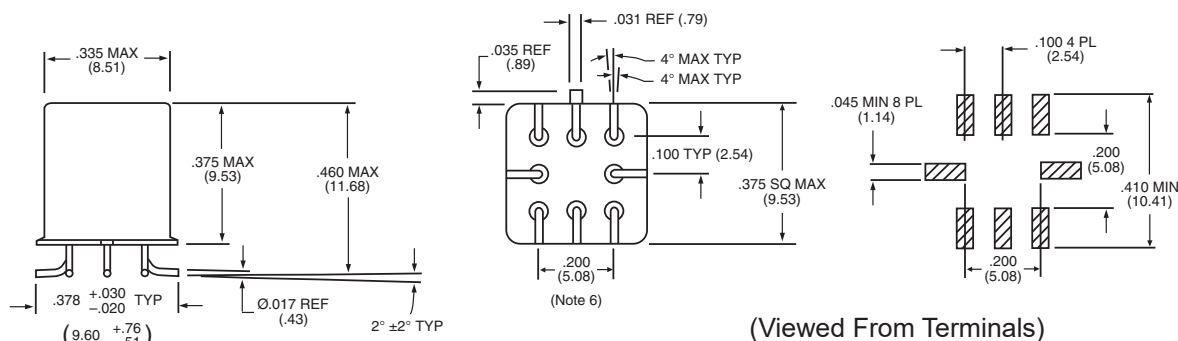 .335 MAX
(8.51)
.375 MAX
(9.53)
.460 MAX
(11.68)
.378 +.030 –.020 TYP
(9.60 +.76 .51)
Ø.017 REF
(.43)
2° ±2° TYP
.031 REF (.79)
.035 REF
(.89)
4° MAX TYP
4° MAX TYP
.100 TYP (2.54)
.375 SQ MAX
(9.53)
.200
(5.08)
(Note 6)
.100 4 PL
(2.54)
.045 MIN 8 PL
(1.14)
.200
(5.08)
.410 MIN
(10.41)
.200
(5.08)
(Viewed From Terminals)